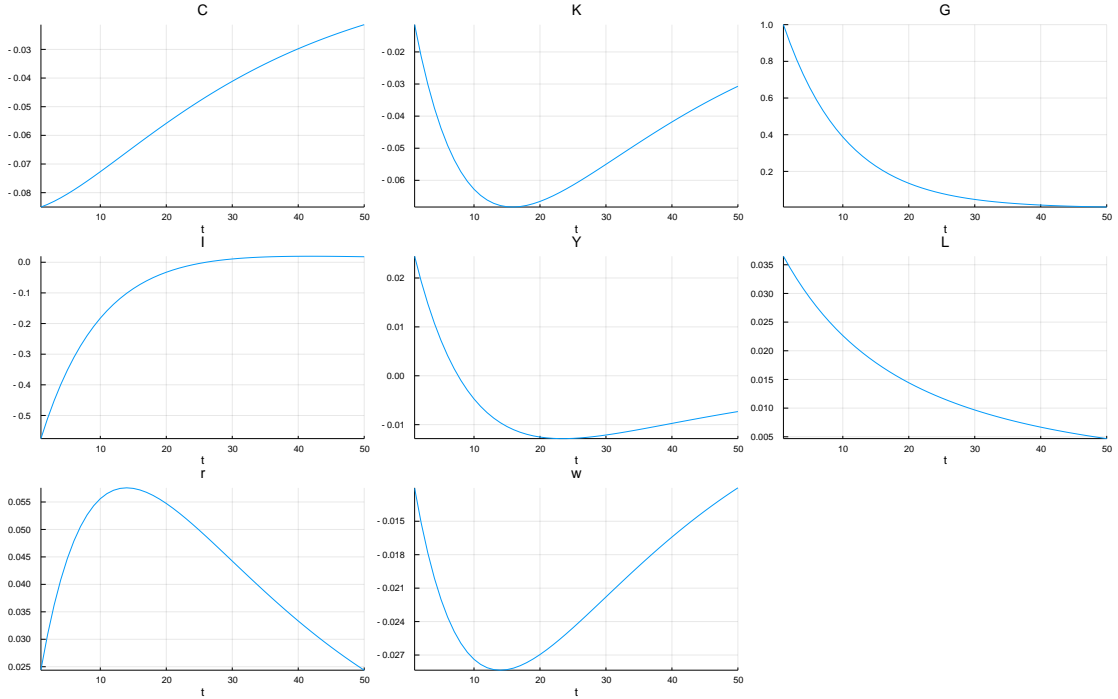 C
- 0.03
- 0.04
- 0.05
- 0.06
- 0.07
- 0.08
10 20 30 40 50
t
K
- 0.02
- 0.03
- 0.04
- 0.05
- 0.06
10 20 30 40 50
t
G
1.0
0.8
0.6
0.4
0.2
10 20 30 40 50
t
I
0.0
- 0.1
- 0.2
- 0.3
- 0.4
- 0.5
10 20 30 40 50
t
Y
0.02
0.01
0.00
- 0.01
10 20 30 40 50
t
L
0.035
0.030
0.025
0.020
0.015
0.010
0.005
10 20 30 40 50
t
r
0.055
0.050
0.045
0.040
0.035
0.030
0.025
10 20 30 40 50
t
w
- 0.015
- 0.018
- 0.021
- 0.024
- 0.027
10 20 30 40 50
t